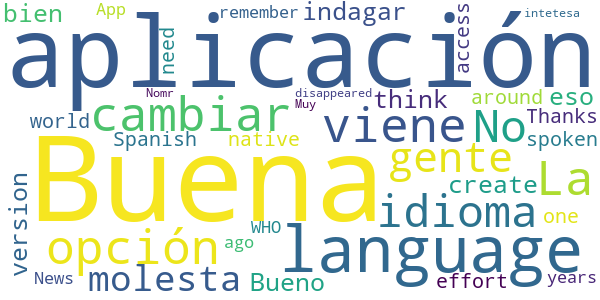 bien App remember indagar access intetesa
aplicación
need
Nomr disappeared
cambiar Muy think around eso
world Spanish native viene No Thanks spoken
Buena gente La
version idioma create one
opción ago WHO language
News molesta Bueno effort years